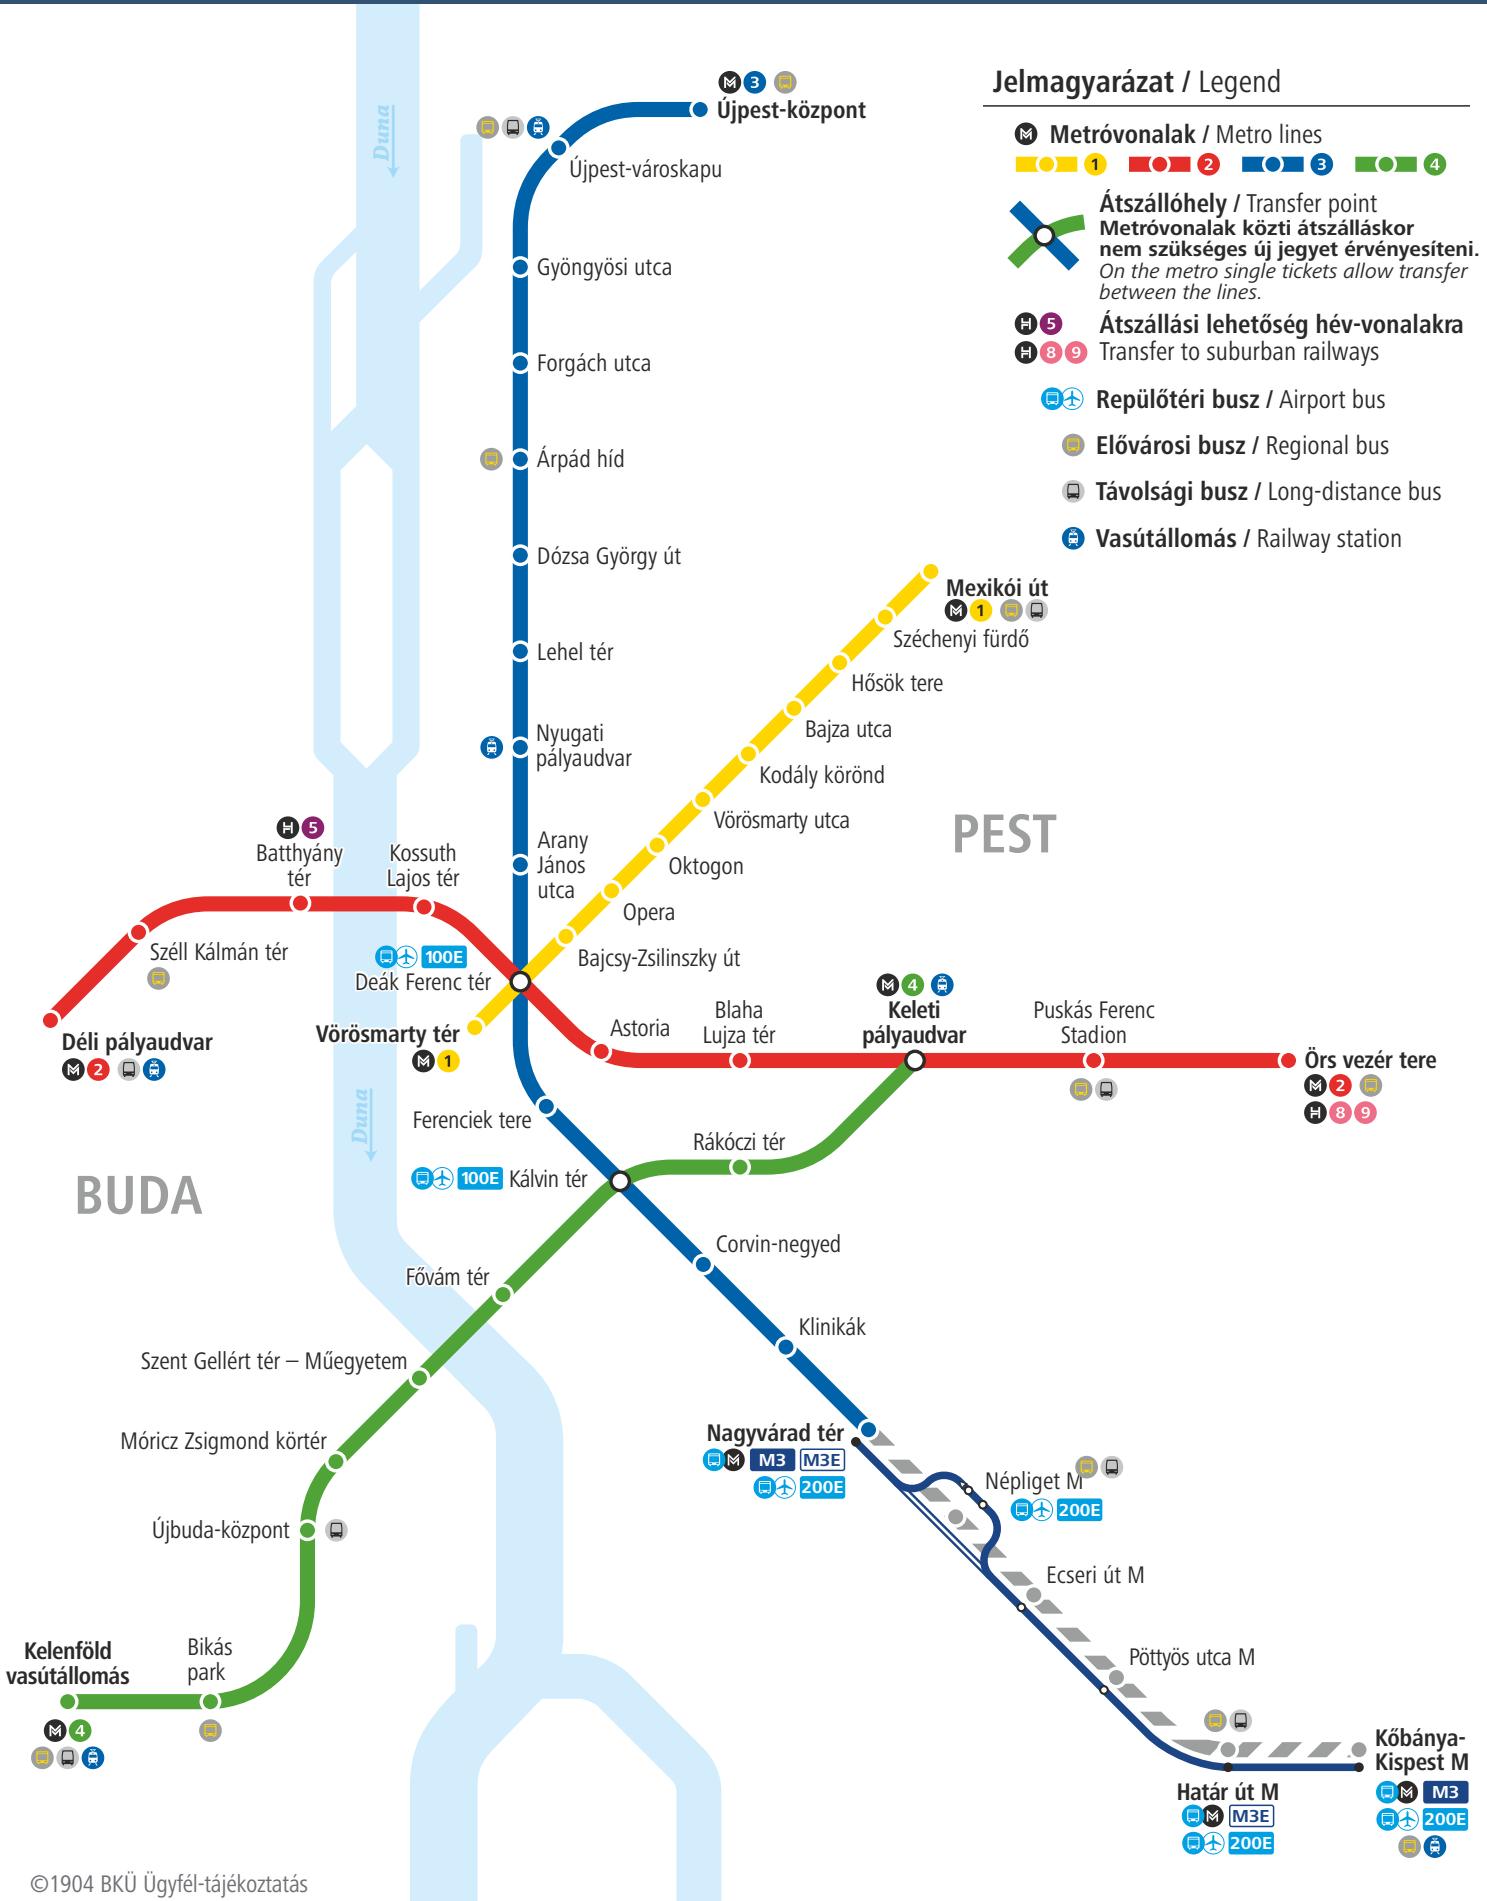 Duna
3
Újpest-központ
Újpest-városkapu
Gyöngyösi utca
Forgách utca
Árpád híd
Dózsa György út
Lehel tér
Nyugati
pályaudvar
Arany
János
utca
Jelmagyarázat / Legend
M Metróvonalak / Metro lines
1 2 3 4
Átszállóhely / Transfer point
Metróvonalak közti átszálláskor
nem szükséges új jegyet érvényesíteni.
On the metro single tickets allow transfer
between the lines.
H 5 Átszállási lehetőség hév-vonalakra
H 8 9 Transfer to suburban railways
Repülőtéri busz / Airport bus
Elővárosi busz / Regional bus
Távolsági busz / Long-distance bus
Vasútállomás / Railway station
Mexikói út
M 1
Széchenyi fürdő
Hősök tere
Bajza utca
Kodály körönd
Vörösmarty utca
Oktogon
Opera
Bajcsy-Zsilinszky út
PEST
H 5
Batthyány
tér
Kossuth
Lajos tér
Széll Kálmán tér
100E
Deák Ferenc tér
Déli pályaudvar
M 2
Vörösmarty tér
M 1
Astoria
Blaha
Lujza tér
M 4
Keleti
pályaudvar
Puskás Ferenc
Stadion
Örs vezér tere
M 2
H 8 9
Duna
BUDA
Ferenciek tere
100E Kálvin tér
Rákóczi tér
Corvin-negyed
Klinikák
Fővám tér
Szent Gellért tér – Műegyetem
Móricz Zsigmond körtér
Újbuda-központ
Bikás
park
Kelenföld
vasútállomás
M 4
Nagyvárad tér
M M3 M3E
200E
Népliget M
200E
Ecseri út M
Pöttyös utca M
Határ út M
M M3E
200E
Kőbánya-
Kispest M
M M3
200E
©1904 BKÜ Ügyfél-tájékoztatás